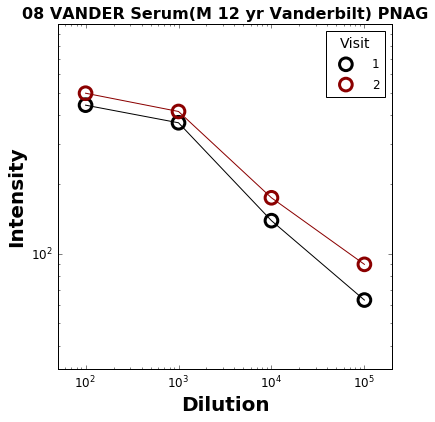 08 VANDER Serum(M 12 yr Vanderbilt) PNAG
Visit
1
2
Intensity
10²
10² 10³ 10⁴ 10⁵
Dilution